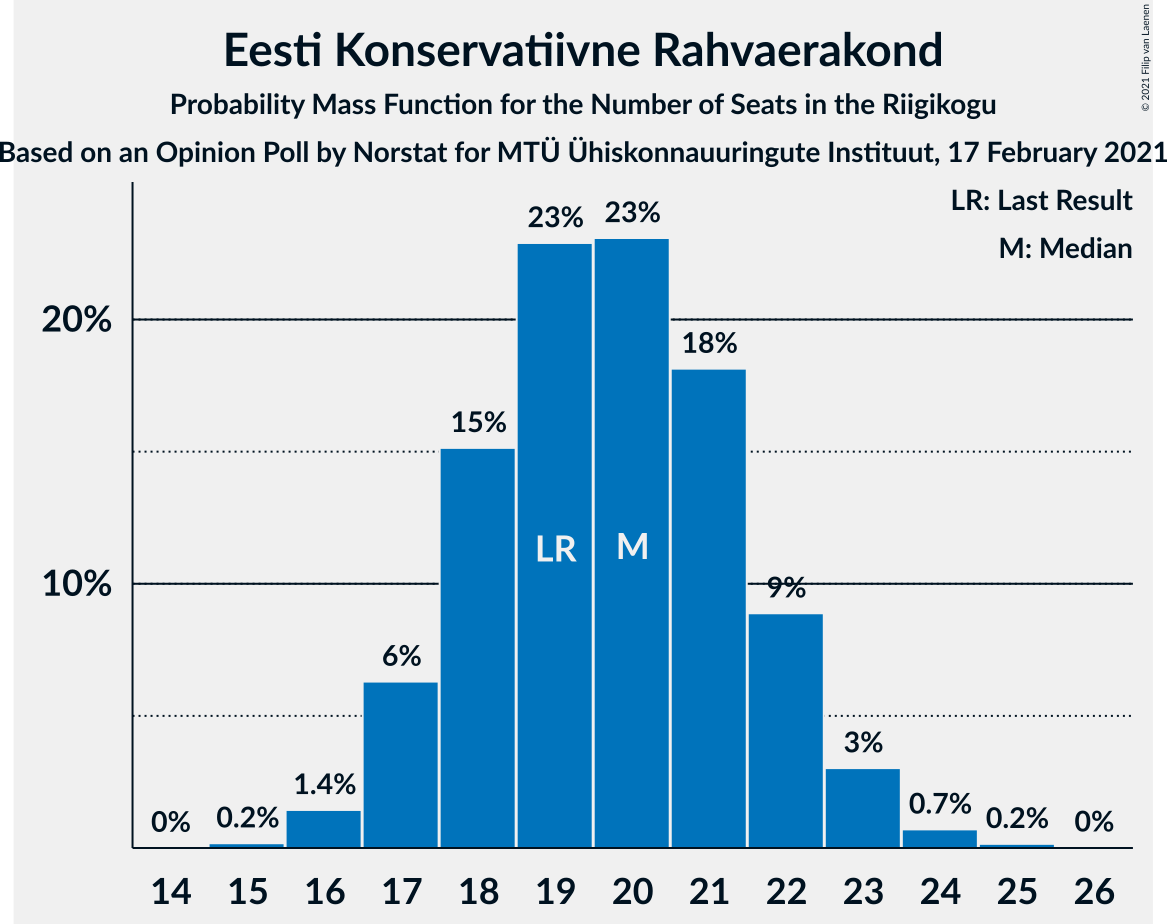 Eesti Konservatiivne Rahvaerakond
Probability Mass Function for the Number of Seats in the Riigikogu
Based on an Opinion Poll by Norstat for MTÜ Ühiskonnauuringute Instituut, 17 February 2021
© 2021 Filip van Laenen
LR: Last Result
M: Median
20%
10%
0%
0.2%
1.4%
6%
15%
23%
23%
18%
9%
3%
0.7%
0.2%
0%
LR
M
14 15 16 17 18 19 20 21 22 23 24 25 26